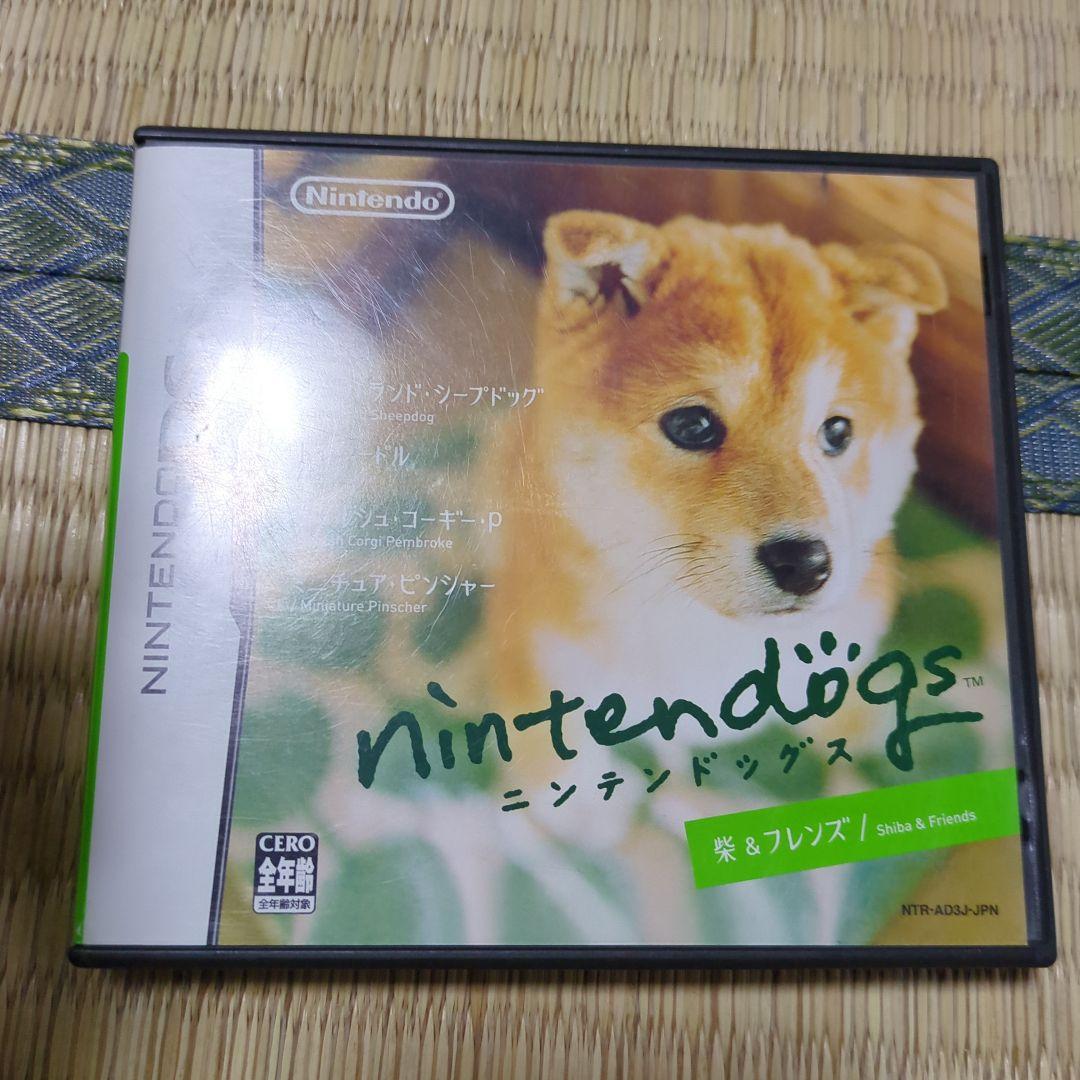 Nintendo®
NINTENDO
ランド・シープドッグ
Sheepdog
ードル
シュ・コーギー・p
Corgi Pembroke
チュア・ピンシャー
Miniature Pinscher
nintendogs™
ニンテンドッグス
柴 &フレンズ / Shiba & Friends
CERO
全年齢
全年齢対象
NTR-AD3J-JPN